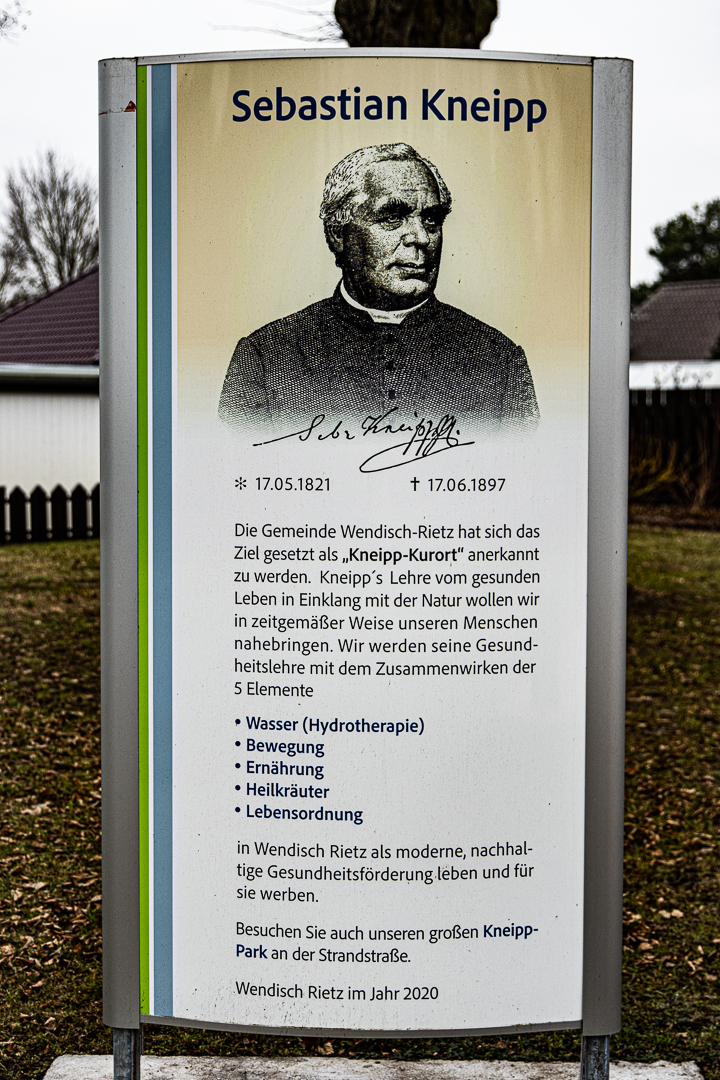 Sebastian Kneipp
Seb. Kneipp
✻ 17.05.1821 † 17.06.1897
Die Gemeinde Wendisch-Rietz hat sich das
Ziel gesetzt als „Kneipp-Kurort“ anerkannt
zu werden. Kneipp´s Lehre vom gesunden
Leben in Einklang mit der Natur wollen wir
in zeitgemäßer Weise unseren Menschen
nahebringen. Wir werden seine Gesund-
heitslehre mit dem Zusammenwirken der
5 Elemente
• Wasser (Hydrotherapie)
• Bewegung
• Ernährung
• Heilkräuter
• Lebensordnung
in Wendisch Rietz als moderne, nachhal-
tige Gesundheitsförderung leben und für
sie werben.
Besuchen Sie auch unseren großen Kneipp-
Park an der Strandstraße.
Wendisch Rietz im Jahr 2020